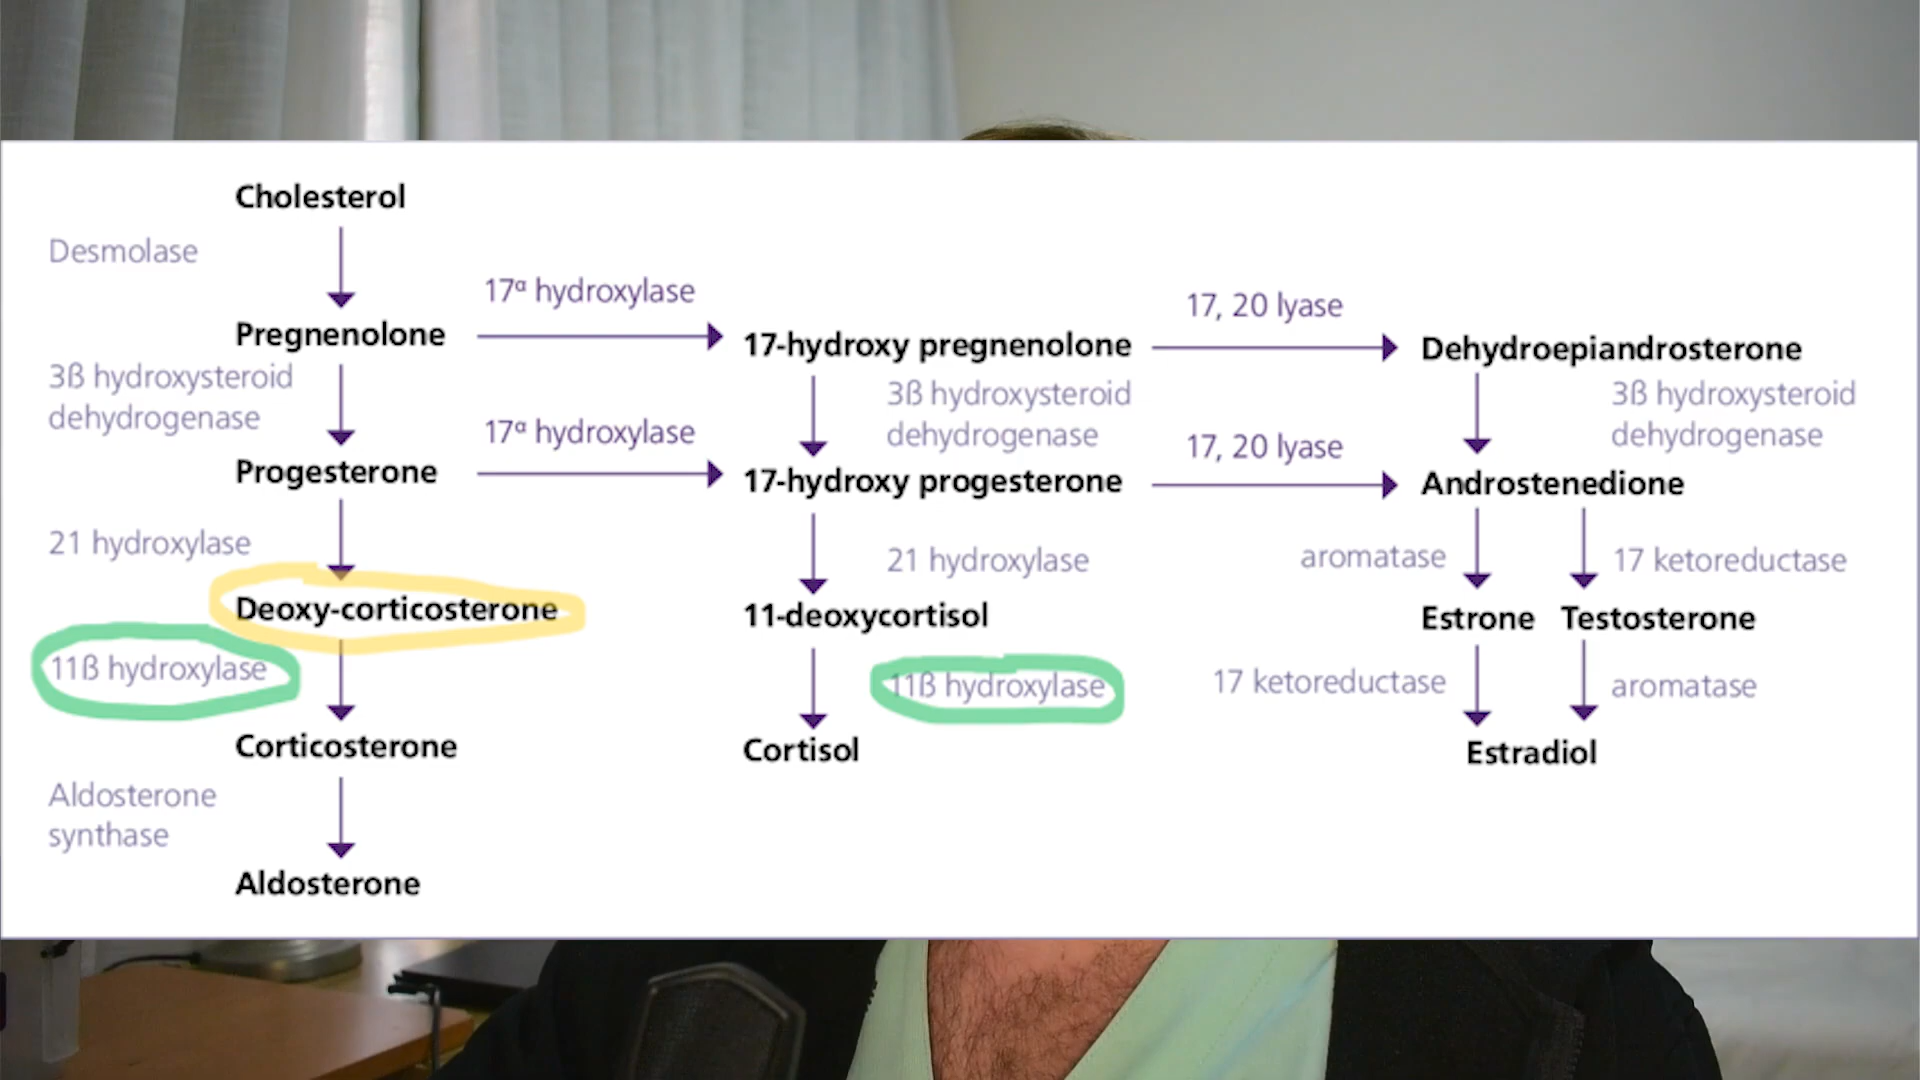 Cholesterol
Desmolase
17α hydroxylase
17, 20 lyase
Pregnenolone
17-hydroxy pregnenolone
Dehydroepiandrosterone
3ß hydroxysteroid
dehydrogenase
3ß hydroxysteroid
dehydrogenase
3ß hydroxysteroid
dehydrogenase
17α hydroxylase
17, 20 lyase
Progesterone
17-hydroxy progesterone
Androstenedione
21 hydroxylase
21 hydroxylase
aromatase
17 ketoreductase
Deoxy-corticosterone
11-deoxycortisol
Estrone
Testosterone
11ß hydroxylase
11ß hydroxylase
17 ketoreductase
aromatase
Corticosterone
Cortisol
Estradiol
Aldosterone
synthase
Aldosterone